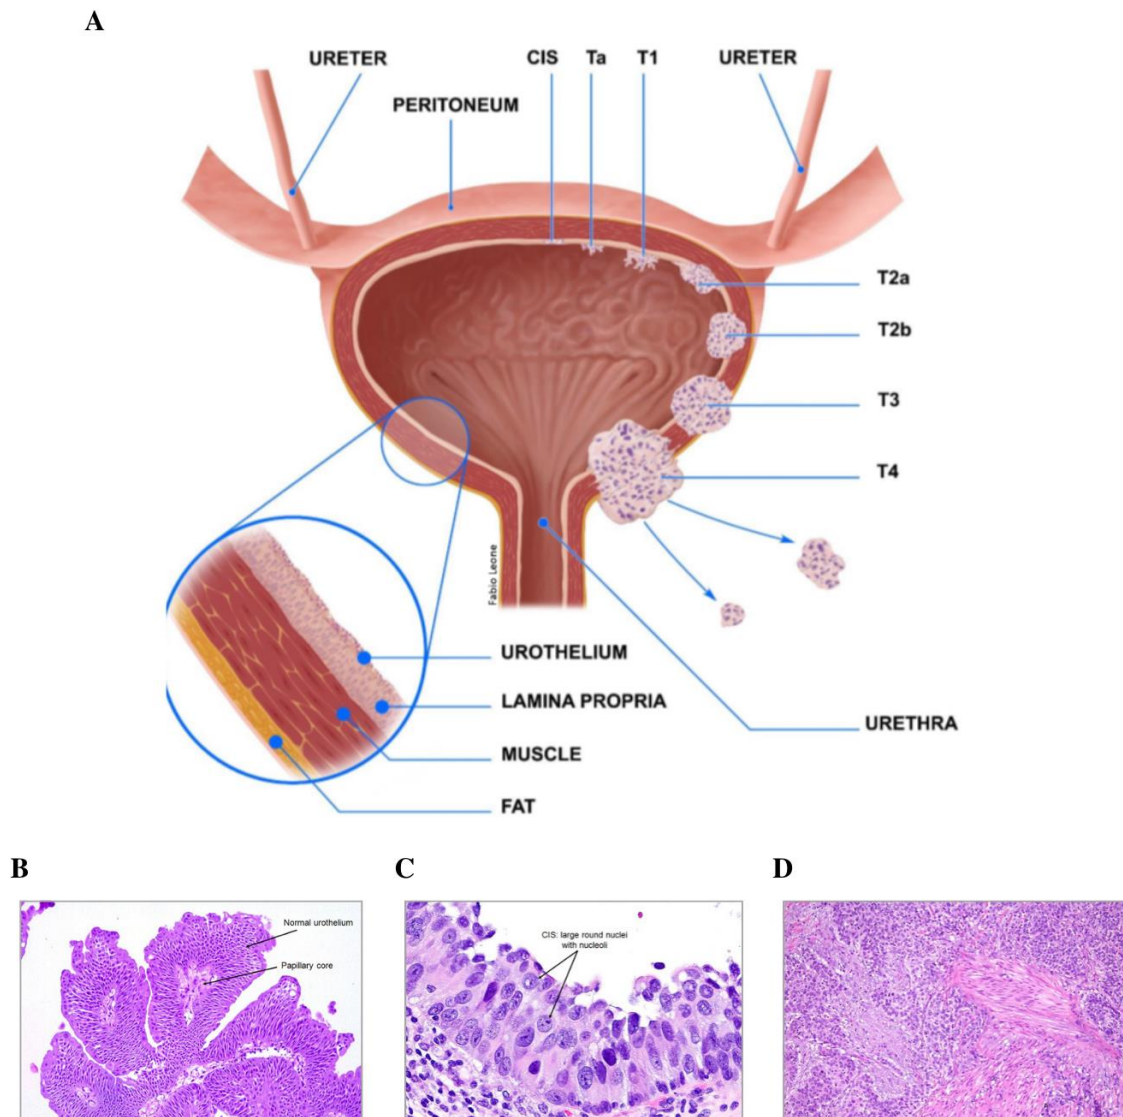 A
URETER CIS Ta T1 URETER
PERITONEUM
T2a
T2b
T3
T4
Fabio Leone
UROTHELIUM
LAMINA PROPRIA
URETHRA
MUSCLE
FAT
B C D
Normal urothelium
Papillary core
CIS: large round nuclei
with nucleoli